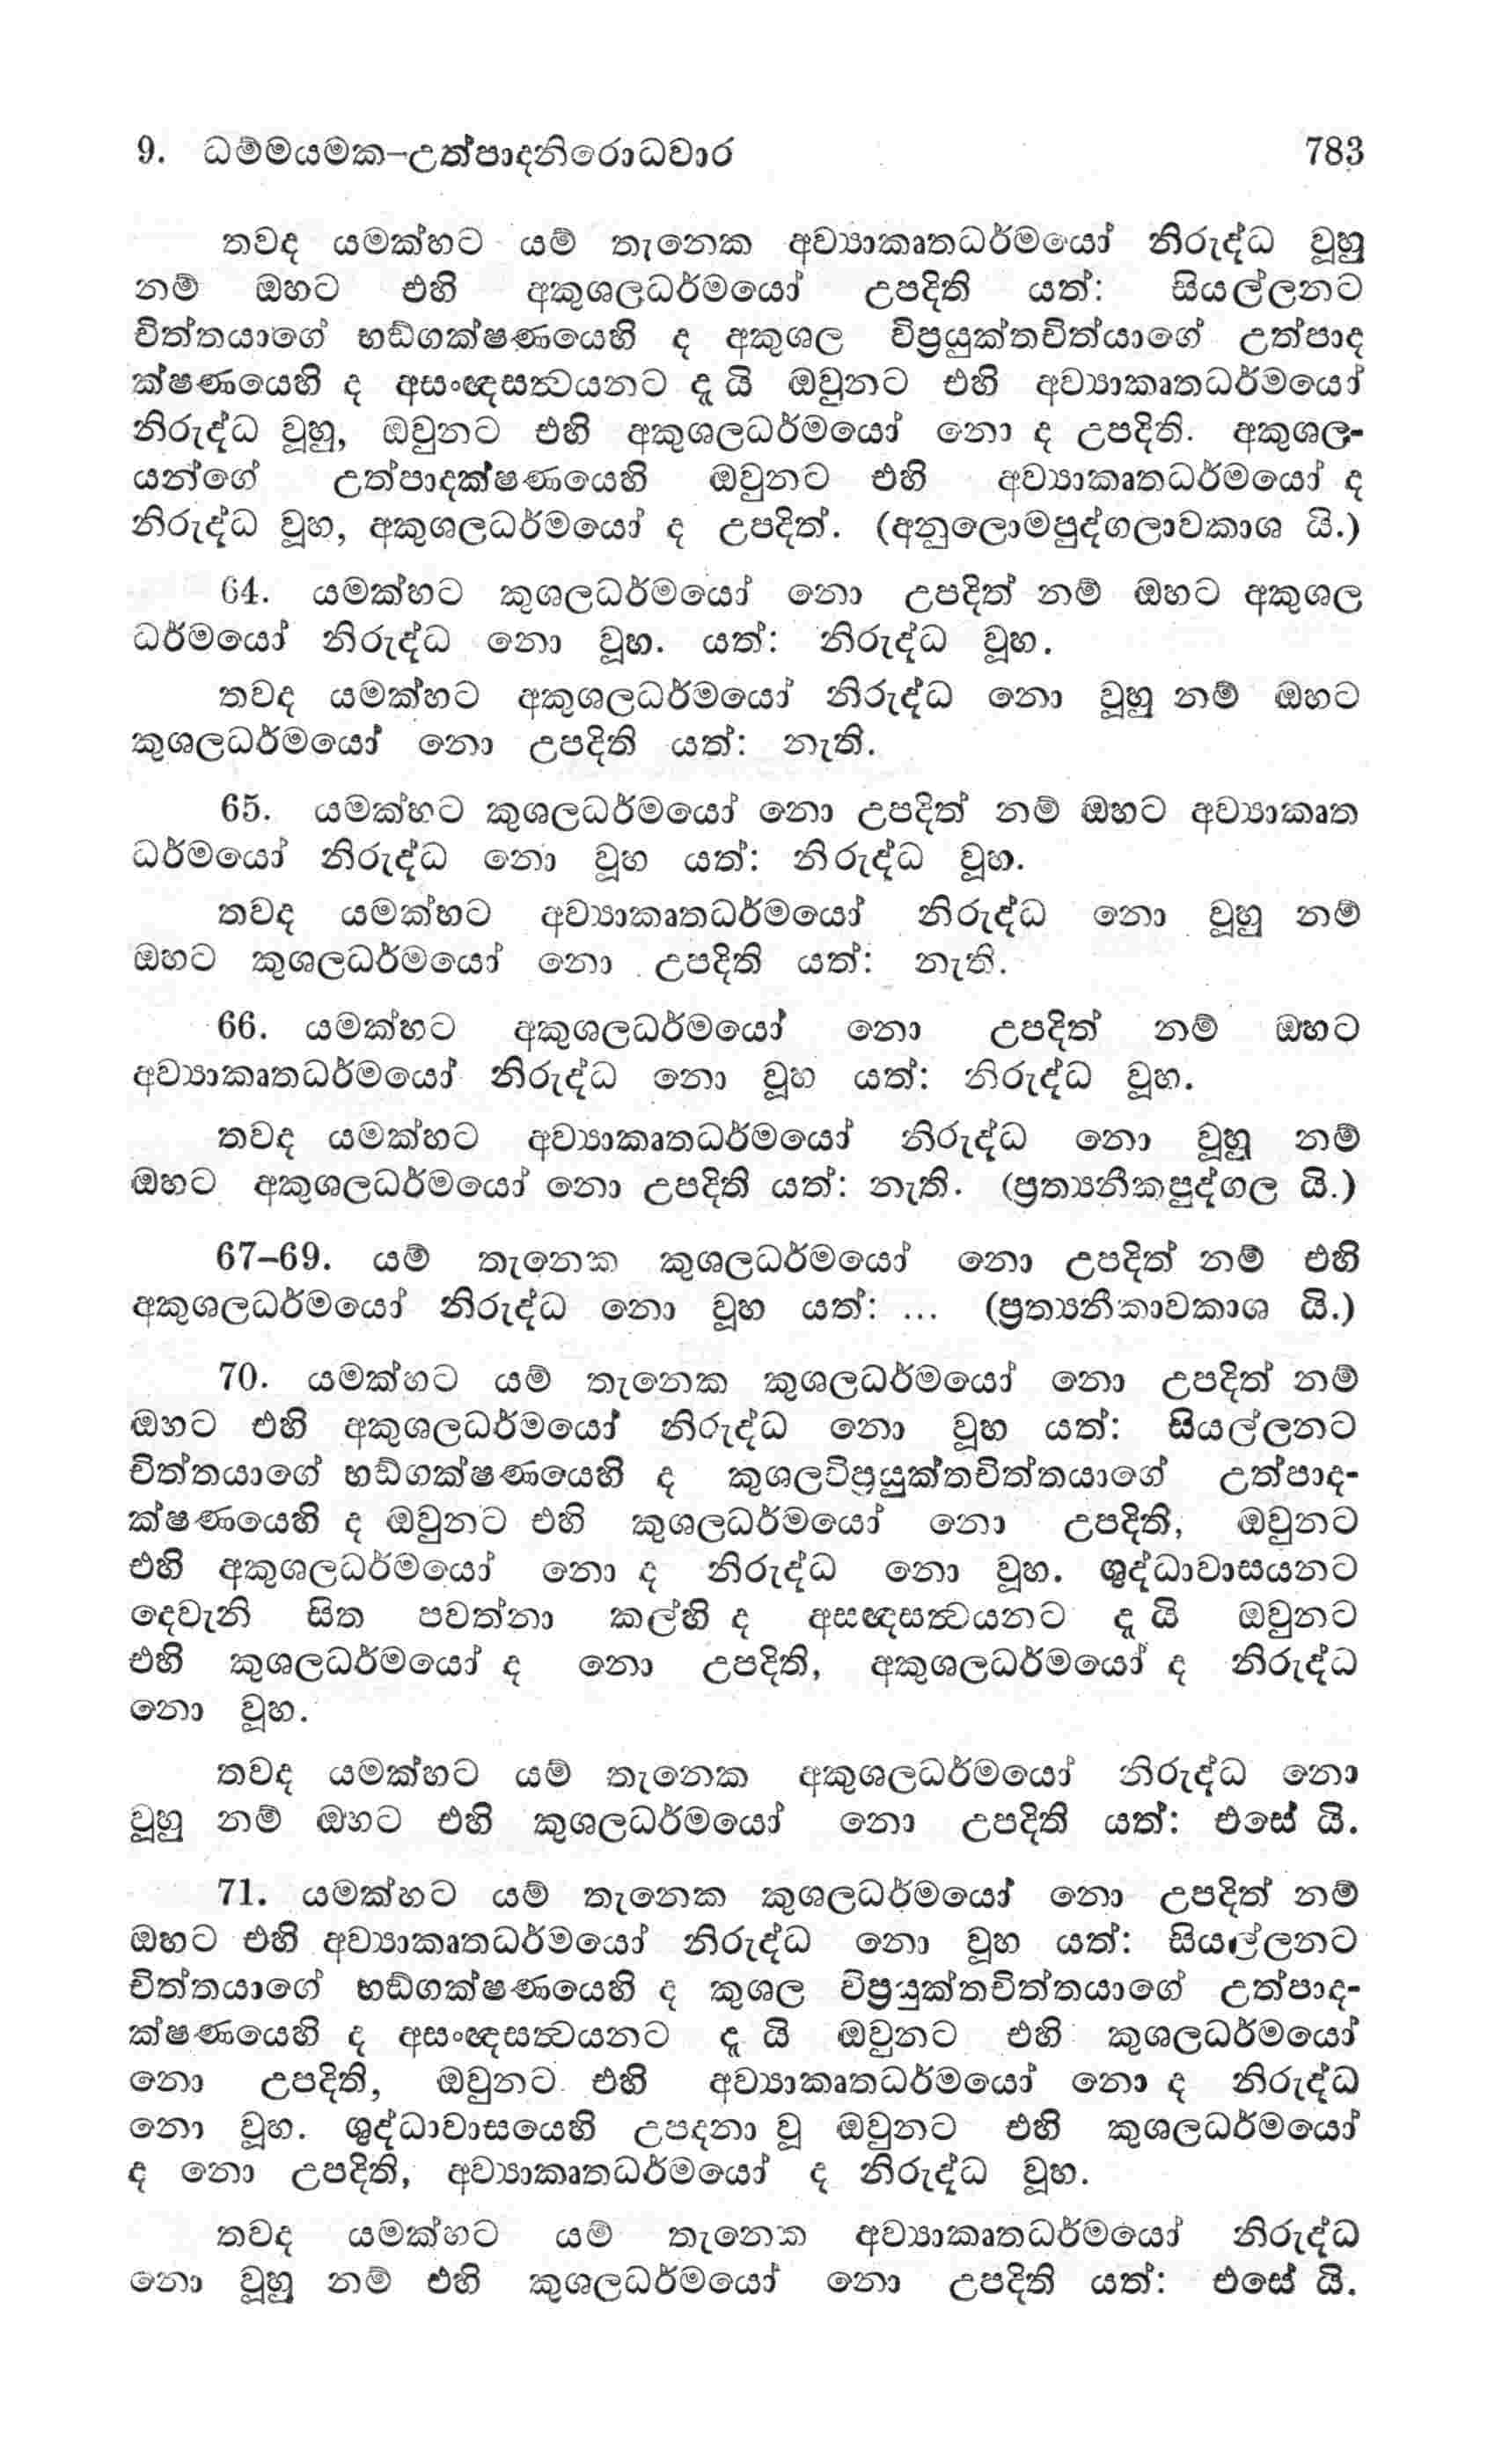 9. ධම්මයමක–උත්පාදනිරොධවාර 783
තවද යමක්හට යම් තැනෙක අව්‍යාකෘතධර්මයෝ නිරුද්ධ වූහු
නම් ඔහට එහි අකුශලධර්මයෝ උපදිති යත්: සියල්ලනට
චිත්තයාගේ භඞ්ගක්ෂණයෙහි ද අකුශල විප්‍රයුක්තචිත්යාගේ උත්පාද
ක්ෂණයෙහි ද අසංඥසත්‍වයනට දැ යි ඔවුනට එහි අව්‍යාකෘතධර්මයෝ
නිරුද්ධ වූහු, ඔවුනට එහි අකුශලධර්මයෝ නො ද උපදිති. අකුශල-
යන්ගේ උත්පාදක්ෂණයෙහි ඔවුනට එහි අව්‍යාකෘතධර්මයෝ ද
නිරුද්ධ වූහ, අකුශලධර්මයෝ ද උපදිත්. (අනුලොමපුද්ගලාවකාශ යි.)
64. යමක්හට කුශලධර්මයෝ නො උපදිත් නම් ඔහට අකුශල
ධර්මයෝ නිරුද්ධ නො වූහ. යත්: නිරුද්ධ වූහ.
තවද යමක්හට අකුශලධර්මයෝ නිරුද්ධ නො වූහු නම් ඔහට
කුශලධර්මයෝ නො උපදිති යත්: නැති.
65. යමක්හට කුශලධර්මයෝ නො උපදිත් නම් ඔහට අව්‍යාකෘත
ධර්මයෝ නිරුද්ධ නො වූහ යත්: නිරුද්ධ වූහ.
තවද යමක්හට අව්‍යාකෘතධර්මයෝ නිරුද්ධ නො වූහු නම්
ඔහට කුශලධර්මයෝ නො උපදිති යත්: නැති.
66. යමක්හට අකුශලධර්මයෝ නො උපදිත් නම් ඔහට
අව්‍යාකෘතධර්මයෝ නිරුද්ධ නො වූහ යත්: නිරුද්ධ වූහ.
තවද යමක්හට අව්‍යාකෘතධර්මයෝ නිරුද්ධ නො වූහු නම්
ඔහට අකුශලධර්මයෝ නො උපදිති යත්: නැති. (ප්‍රත්‍යනීකපුද්ගල යි.)
67–69. යම් තැනෙක කුශලධර්මයෝ නො උපදිත් නම් එහි
අකුශලධර්මයෝ නිරුද්ධ නො වූහ යත්: ... (ප්‍රත්‍යනීකාවකාශ යි.)
70. යමක්හට යම් තැනෙක කුශලධර්මයෝ නො උපදිත් නම්
ඔහට එහි අකුශලධර්මයෝ නිරුද්ධ නො වූහ යත්: සියල්ලනට
චිත්තයාගේ භඞ්ගක්ෂණයෙහි ද කුශලවිප්‍රයුක්තචිත්තයාගේ උත්පාද-
ක්ෂණයෙහි ද ඔවුනට එහි කුශලධර්මයෝ නො උපදිති, ඔවුනට
එහි අකුශලධර්මයෝ නො ද නිරුද්ධ නො වූහ. ශුද්ධාවාසයනට
දෙවැනි සිත පවත්නා කල්හි ද අසඥසත්‍වයනට දැ යි ඔවුනට
එහි කුශලධර්මයෝ ද නො උපදිති, අකුශලධර්මයෝ ද නිරුද්ධ
නො වූහ.
තවද යමක්හට යම් තැනෙක අකුශලධර්මයෝ නිරුද්ධ නො
වූහු නම් ඔහට එහි කුශලධර්මයෝ නො උපදිති යත්: එසේ යි.
71. යමක්හට යම් තැනෙක කුශලධර්මයෝ නො උපදිත් නම්
ඔහට එහි අව්‍යාකෘතධර්මයෝ නිරුද්ධ නො වූහ යත්: සියල්ලනට
චිත්තයාගේ භඞ්ගක්ෂණයෙහි ද කුශල විප්‍රයුක්තචිත්තයාගේ උත්පාද-
ක්ෂණයෙහි ද අසංඥසත්‍වයනට දැ යි ඔවුනට එහි කුශලධර්මයෝ
නො උපදිති, ඔවුනට එහි අව්‍යාකෘතධර්මයෝ නො ද නිරුද්ධ
නො වූහ. ශුද්ධාවාසයෙහි උපදනා වූ ඔවුනට එහි කුශලධර්මයෝ
ද නො උපදිති, අව්‍යාකෘතධර්මයෝ ද නිරුද්ධ වූහ.
තවද යමක්හට යම් තැනෙක අව්‍යාකෘතධර්මයෝ නිරුද්ධ
නො වූහු නම් එහි කුශලධර්මයෝ නො උපදිති යත්: එසේ යි.